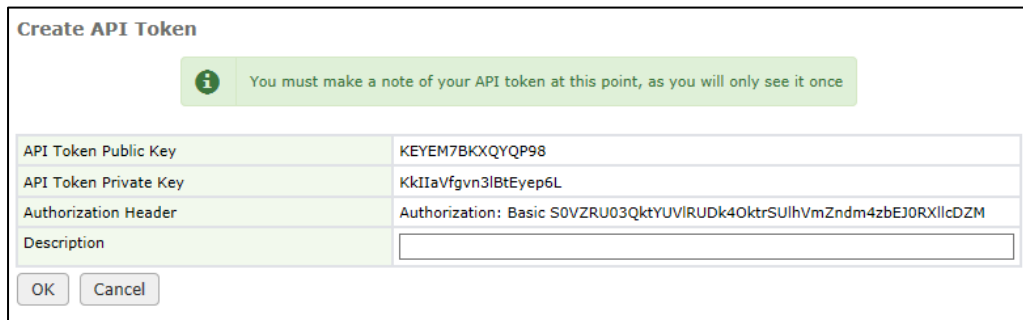 Create API Token
You must make a note of your API token at this point, as you will only see it once
API Token Public Key KEYEM7BKXQYQP98
API Token Private Key KkIIaVfgvn3lBtEyep6L
Authorization Header Authorization: Basic S0VZRU03QktYUVlRUDk4OktrSUlhVmZndm4zbEJ0RXllcDZM
Description
OK Cancel